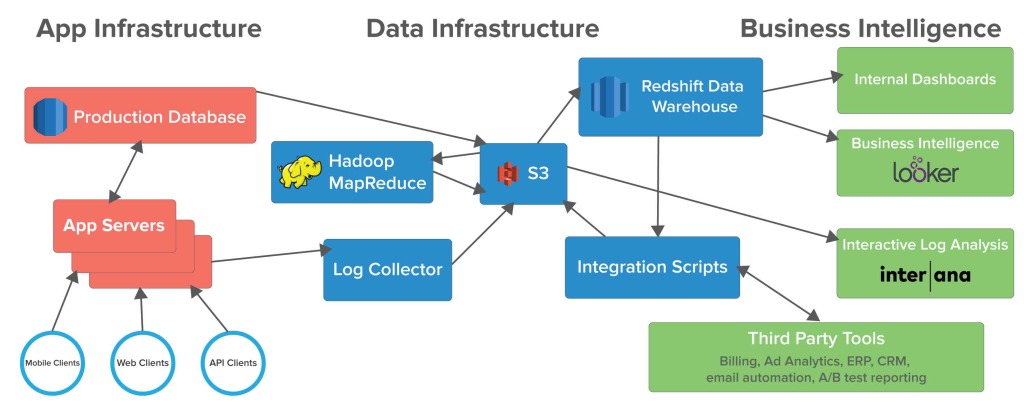 App Infrastructure
Data Infrastructure
Business Intelligence
Production Database
App Servers
Mobile Clients
Web Clients
API Clients
Hadoop
MapReduce
Log Collector
S3
Redshift Data
Warehouse
Integration Scripts
Internal Dashboards
Business Intelligence
looker
Interactive Log Analysis
inter|ana
Third Party Tools
Billing, Ad Analytics, ERP, CRM,
email automation, A/B test reporting